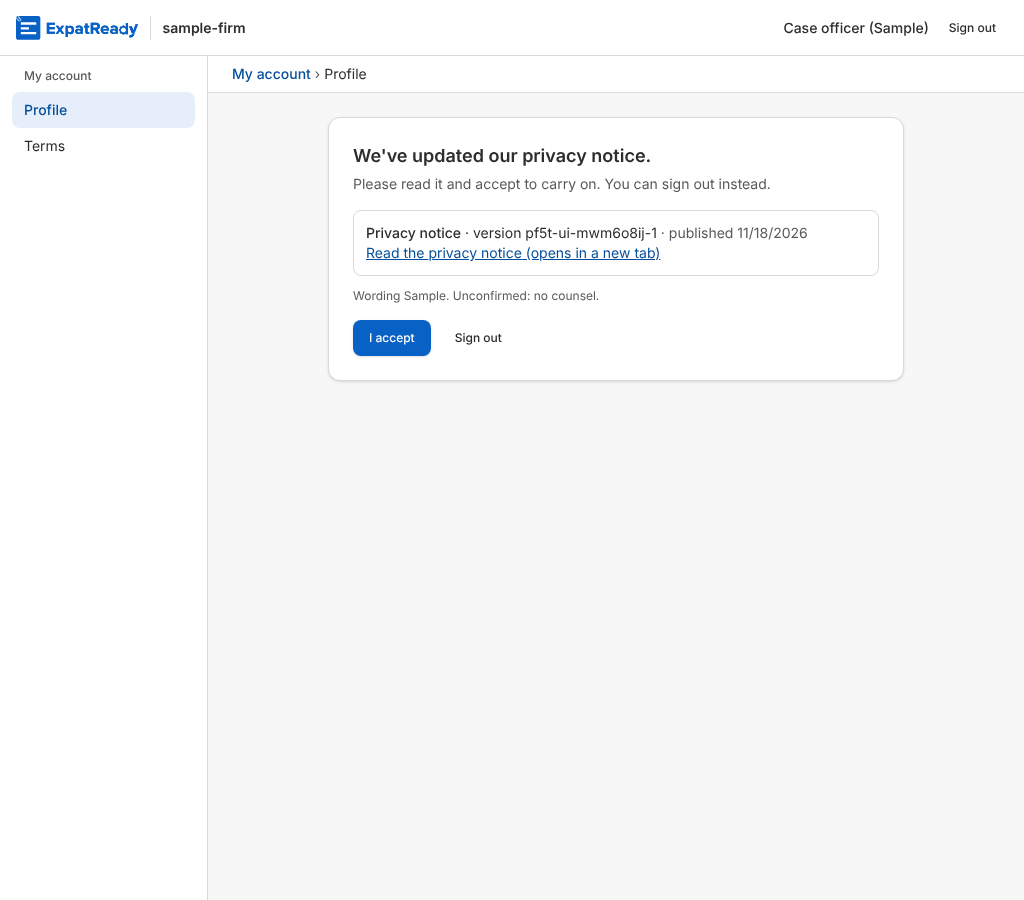 ExpatReady
sample-firm
Case officer (Sample)
Sign out
My account
Profile
Terms
My account › Profile
We've updated our privacy notice.
Please read it and accept to carry on. You can sign out instead.
Privacy notice · version pf5t-ui-mwm6o8ij-1 · published 11/18/2026
Read the privacy notice (opens in a new tab)
Wording Sample. Unconfirmed: no counsel.
I accept
Sign out